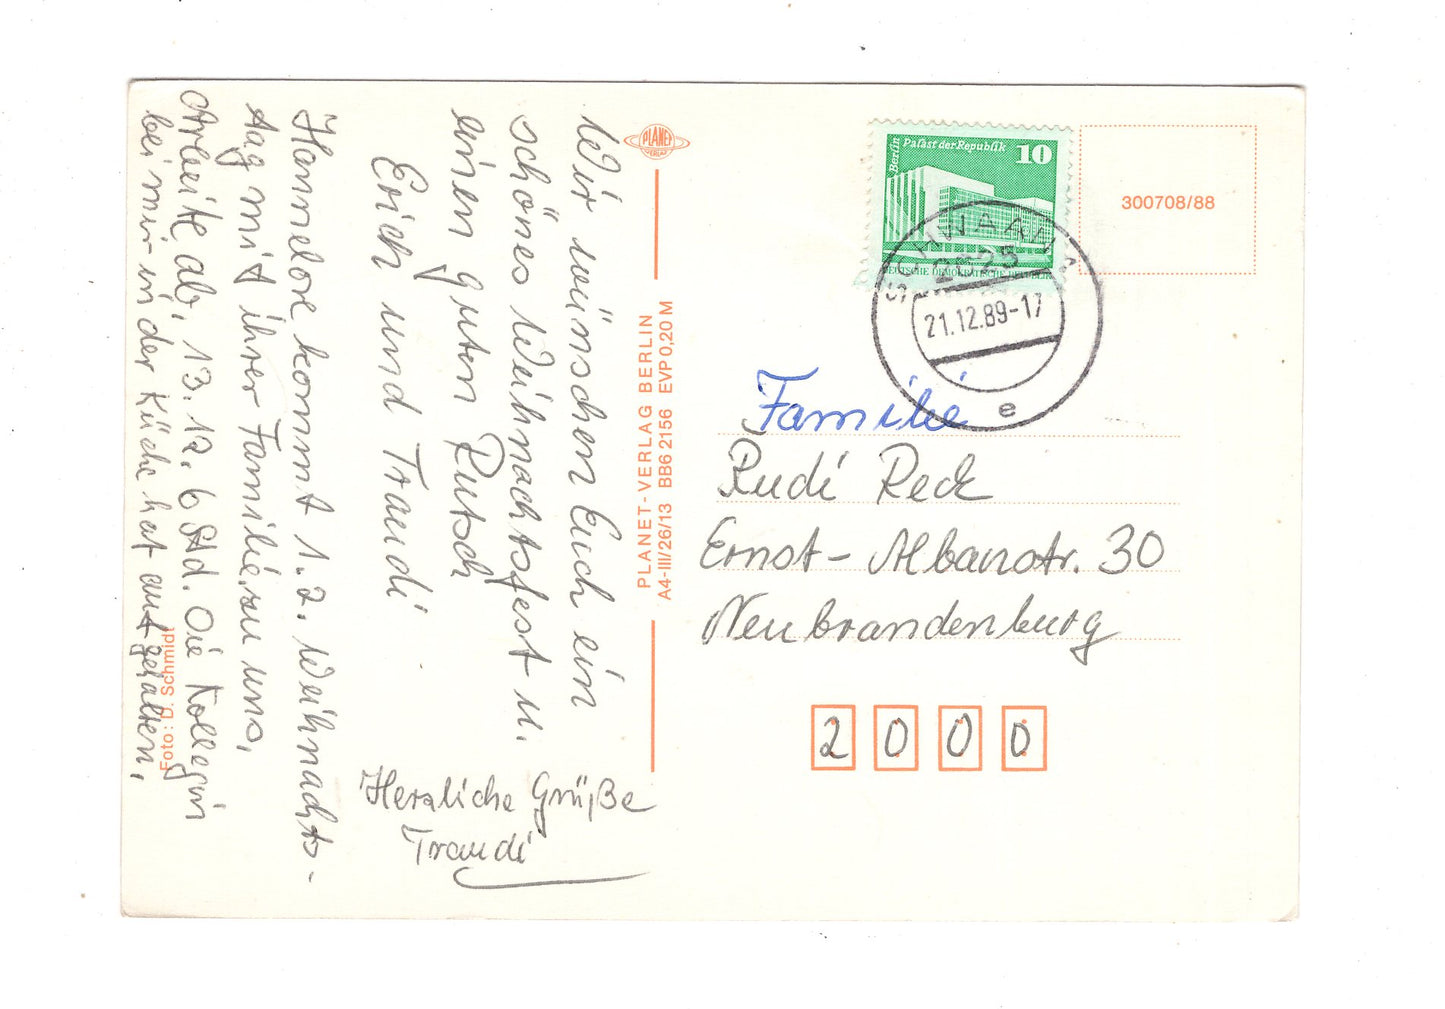 Wir wünschen Euch ein
schönes Weihnachtsfest u.
einen guten Rutsch
Erich und Traudi
Hannelore kommt 1.2. Weihnachts-
tag mit ihrer Familie zu uns,
Arbeite ab, 13.12. 6 Std. Die Kollegin
bei mir in der Küche hat aufgehalten,
Herzliche Grüße
Traudi
Foto: D. Schmidt
PLANET
VERLAG
PLANET-VERLAG BERLIN
A4-III/26/13 BB6 2156 EVP 0,20 M
Berlin
Palast der Republik
10
DEUTSCHE DEMOKRATISCHE REPUBLIK
SCHWAAN
21.12.89-17
e
300708/88
Familie
Rudi Reck
Ernst-Albanstr. 30
Neubrandenburg
2000